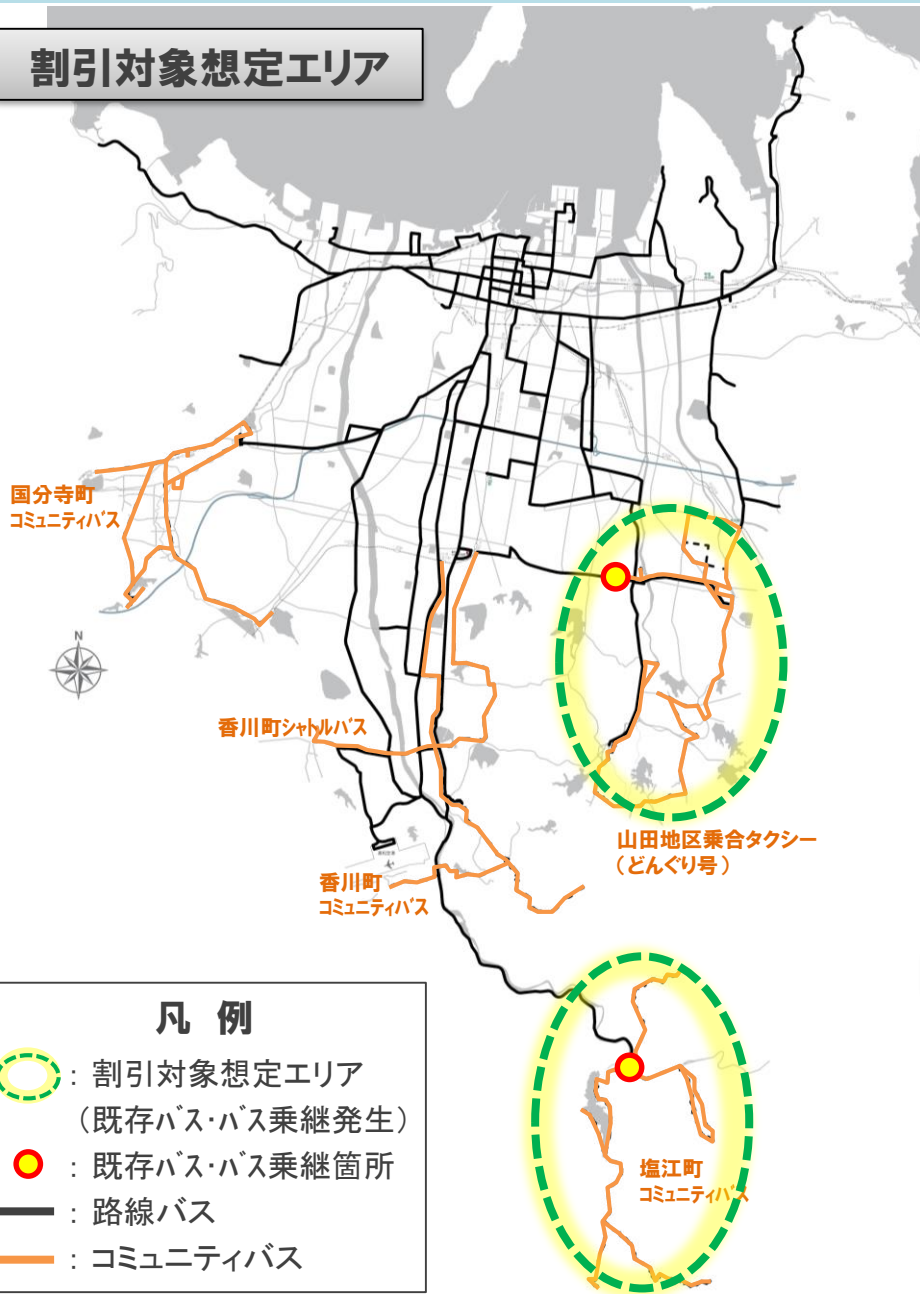 割引対象想定エリア
国分寺町
コミュニティバス
N
香川町シャトルバス
山田地区乗合タクシー
(どんぐり号)
香川町
コミュニティバス
凡 例
: 割引対象想定エリア
(既存バス・バス乗継発生)
: 既存バス・バス乗継箇所
: 路線バス
: コミュニティバス
塩江町
コミュニティバス